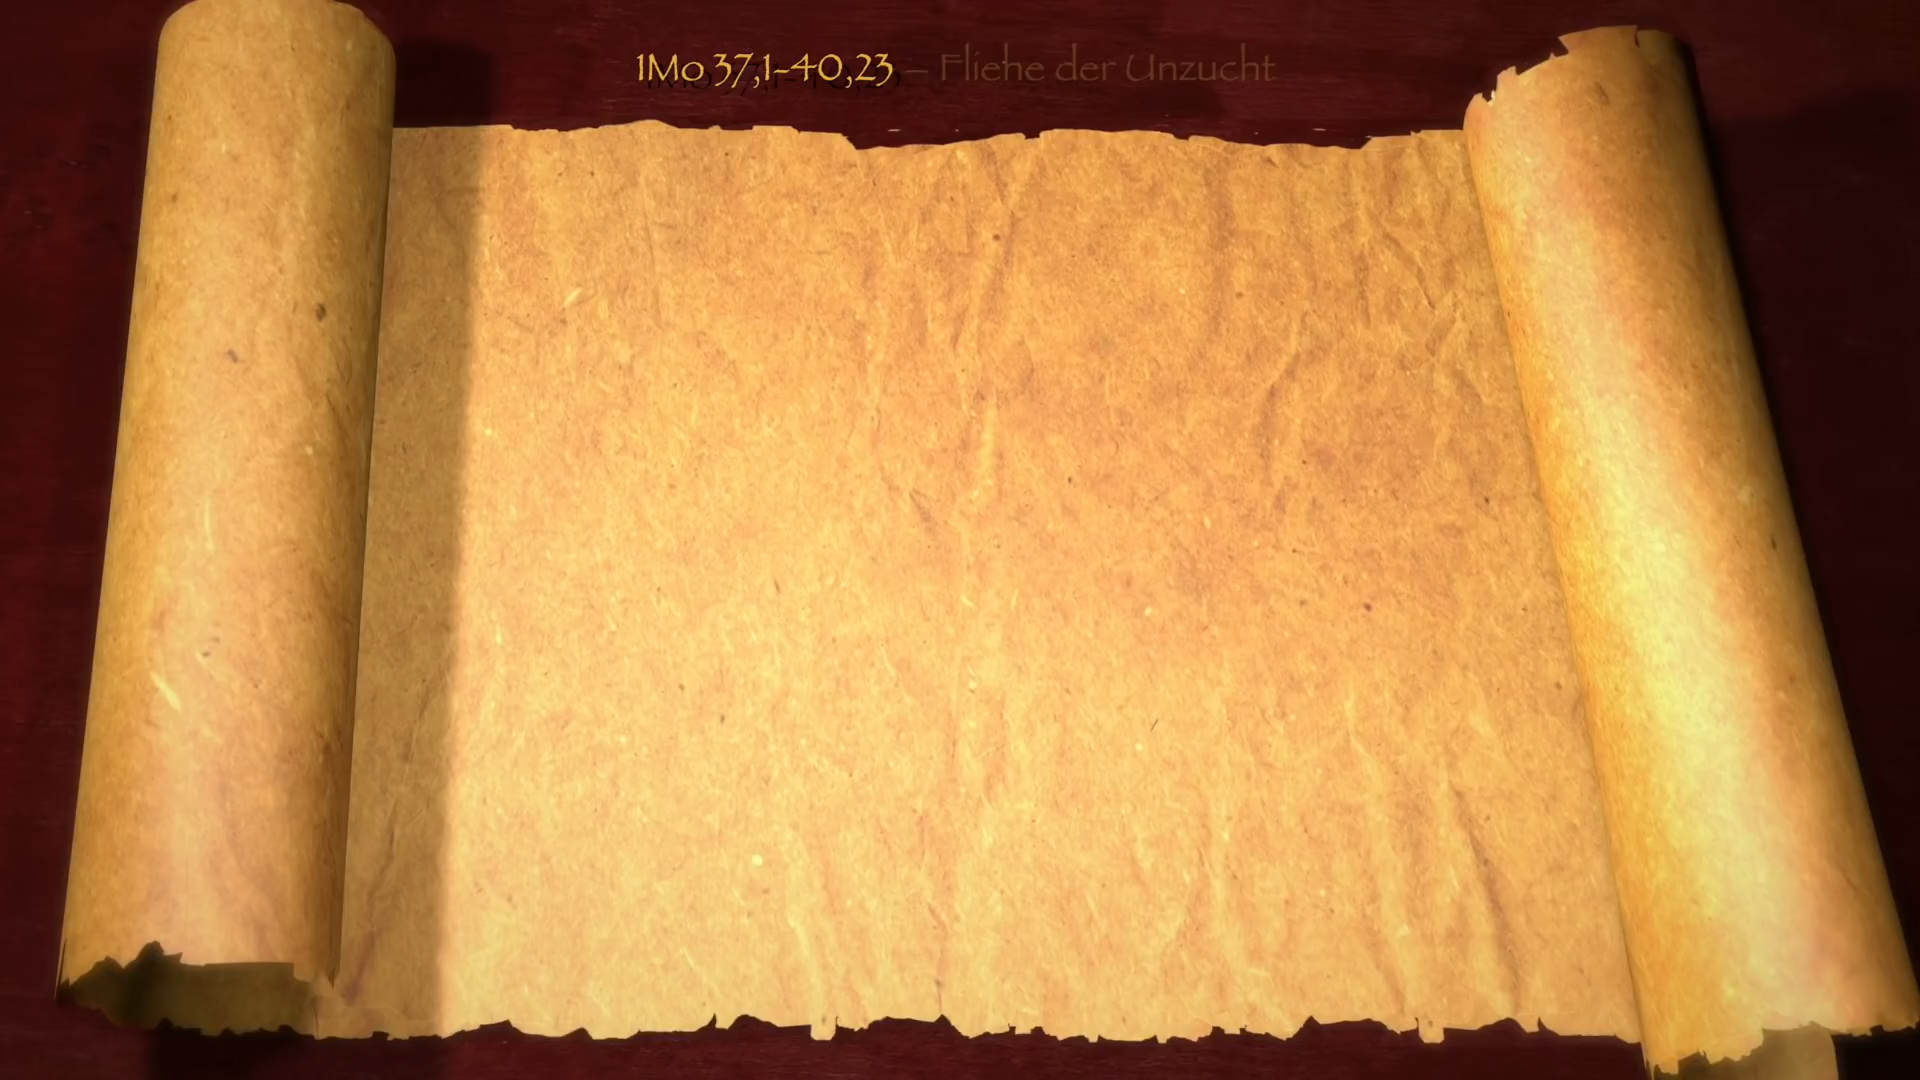 1Mo 37,1-40,23 – Fliehe der Unzucht